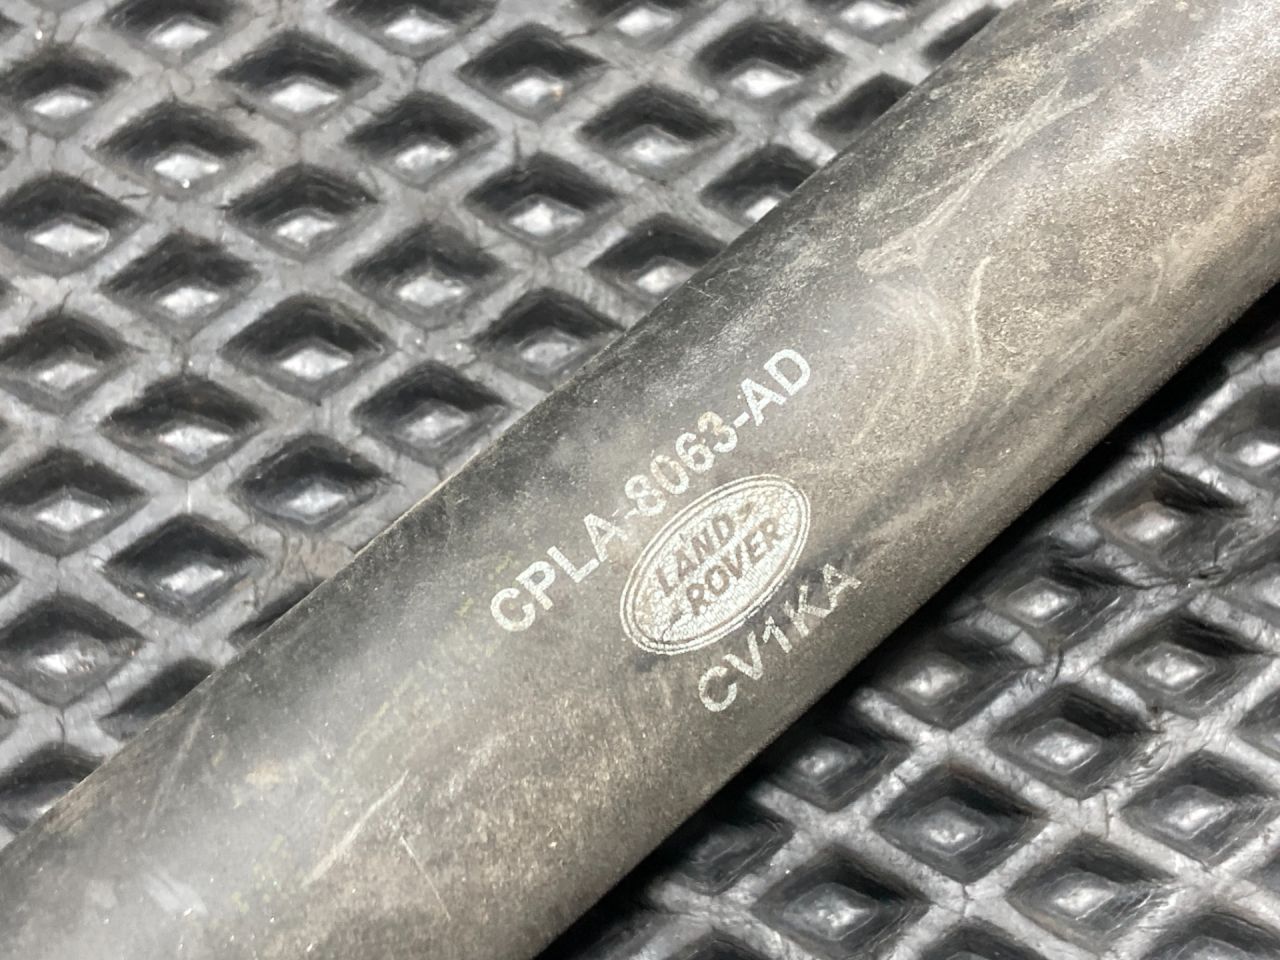 CPLA-8063-AD
LAND-
-ROVER
CV1KA